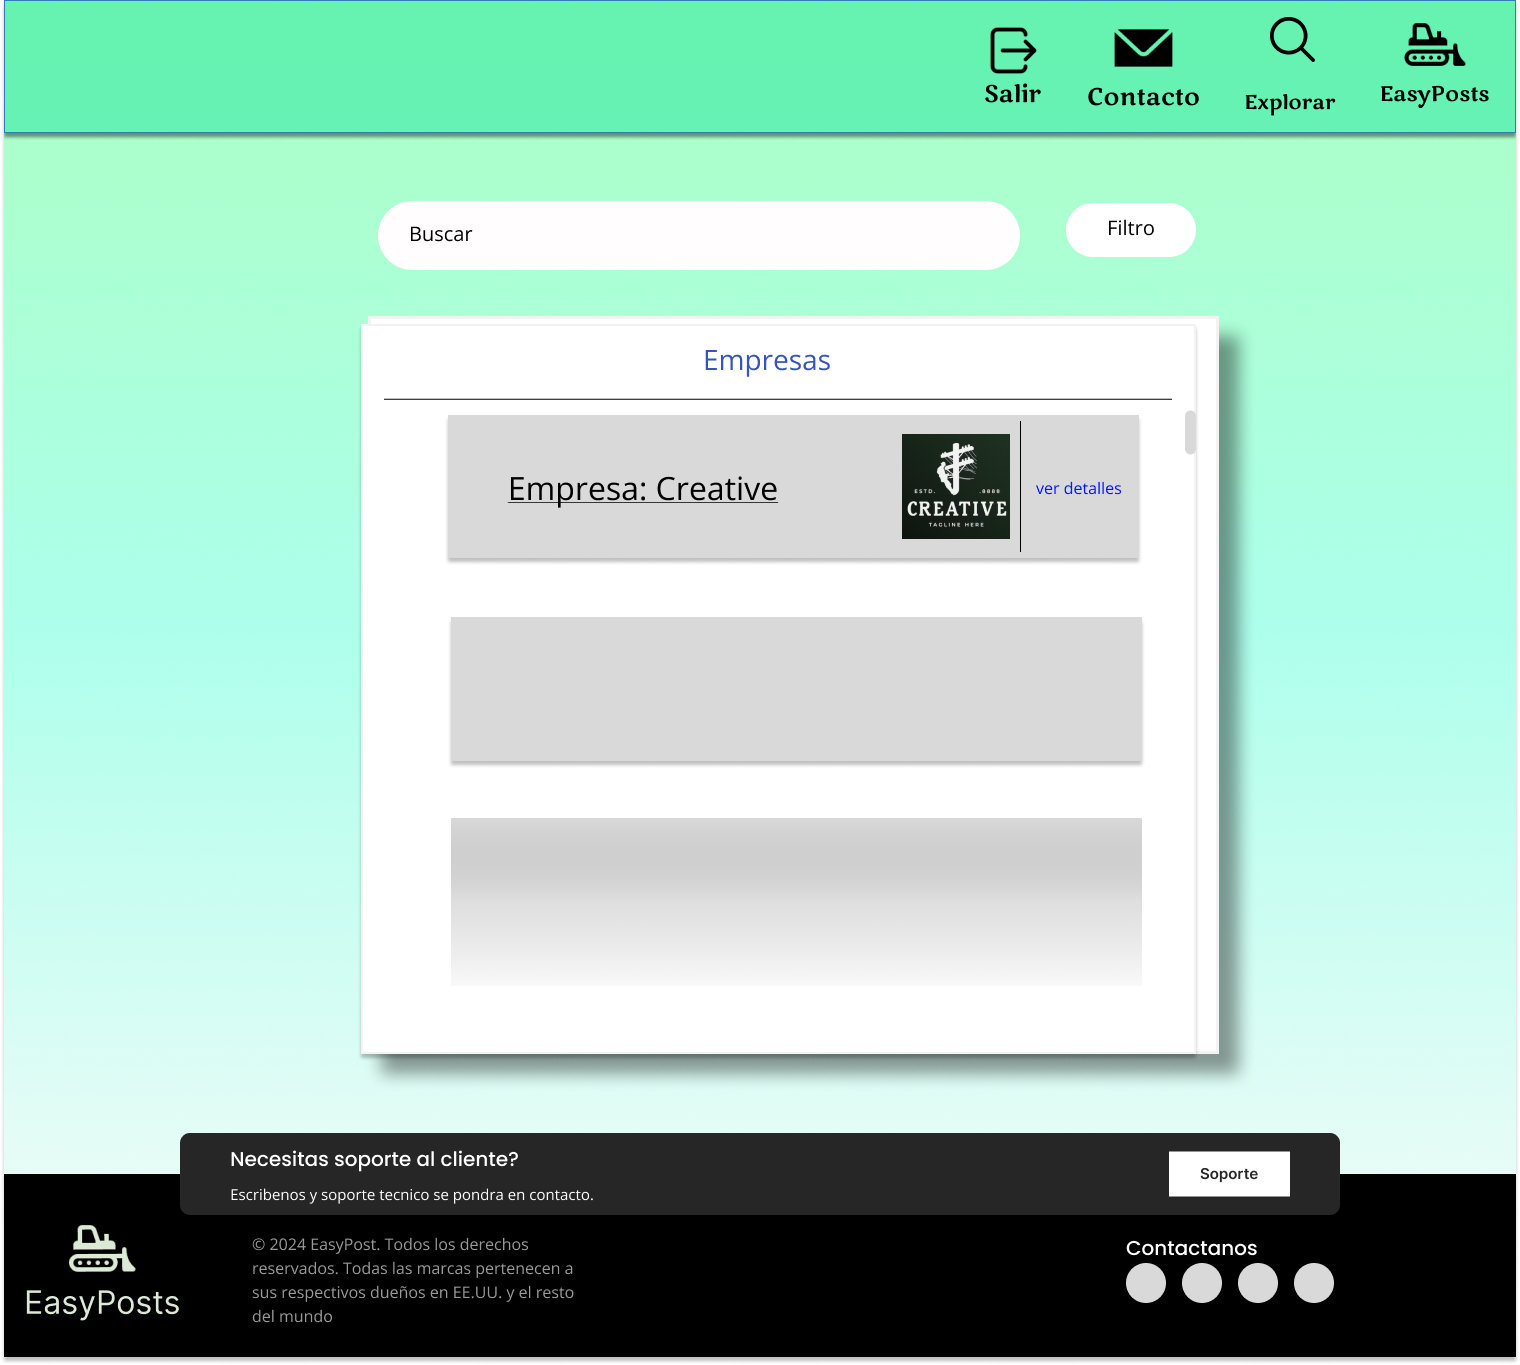 Salir
Contacto
Explorar
EasyPosts
Buscar
Filtro
Empresas
Empresa: Creative
ESTD. .8888
CREATIVE
TAGLINE HERE
ver detalles
Necesitas soporte al cliente?
Escribenos y soporte tecnico se pondra en contacto.
Soporte
EasyPosts
© 2024 EasyPost. Todos los derechos
reservados. Todas las marcas pertenecen a
sus respectivos dueños en EE.UU. y el resto
del mundo
Contactanos